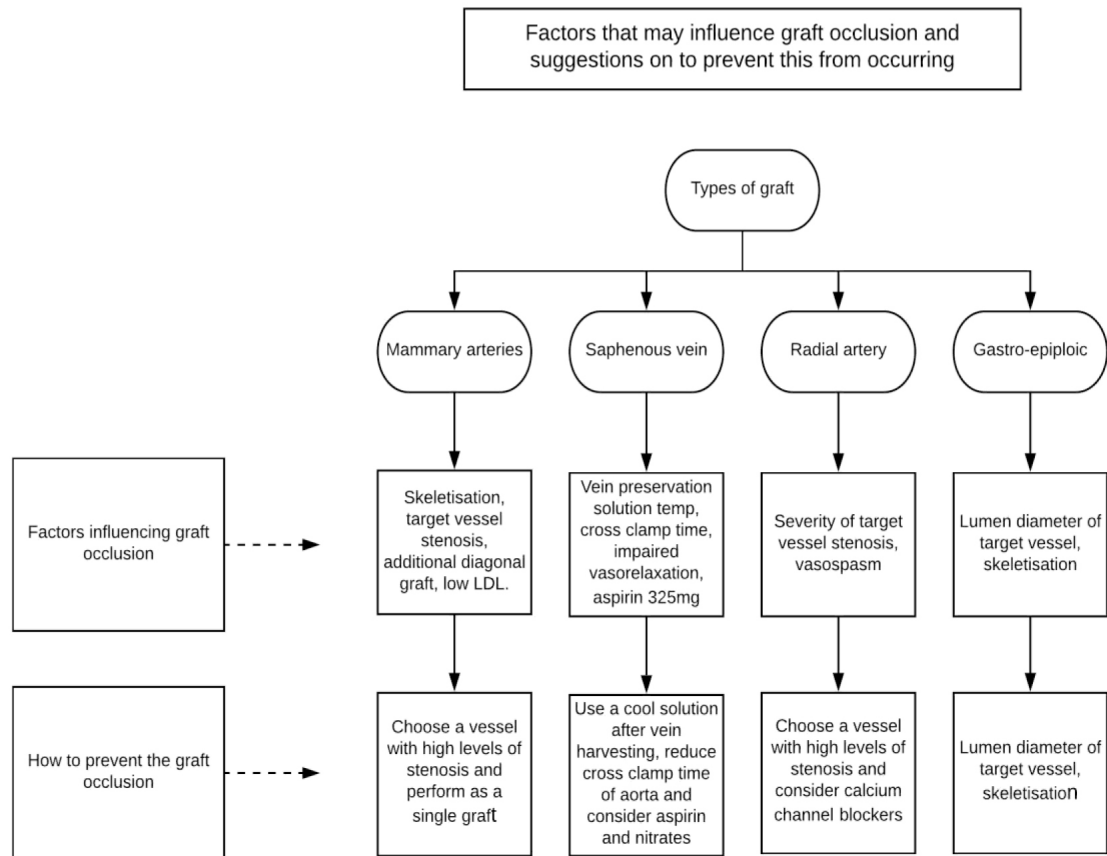 Factors that may influence graft occlusion and
suggestions on to prevent this from occurring
Types of graft
Mammary arteries
Saphenous vein
Radial artery
Gastro-epiploic
Factors influencing graft
occlusion
Skeletisation,
target vessel
stenosis,
additional diagonal
graft, low LDL.
Vein preservation
solution temp,
cross clamp time,
impaired
vasorelaxation,
aspirin 325mg
Severity of target
vessel stenosis,
vasospasm
Lumen diameter of
target vessel,
skeletisation
How to prevent the graft
occlusion
Choose a vessel
with high levels of
stenosis and
perform as a
single graft
Use a cool solution
after vein
harvesting, reduce
cross clamp time
of aorta and
consider aspirin
and nitrates
Choose a vessel
with high levels of
stenosis and
consider calcium
channel blockers
Lumen diameter of
target vessel,
skeletisation